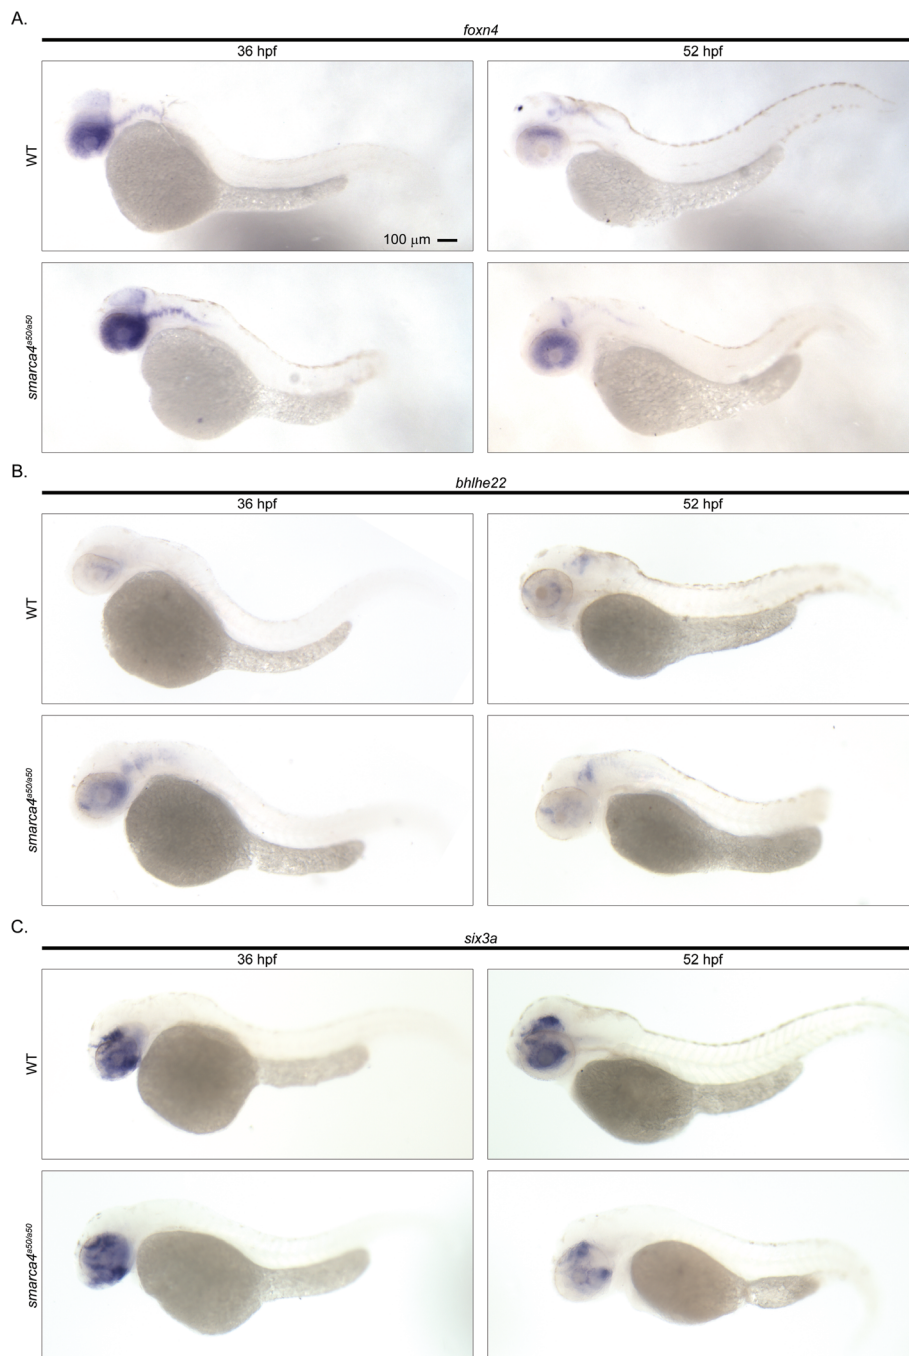 A.
foxn4
36 hpf
52 hpf
WT
100 μm
smarca4a50/a50
B.
bhlhe22
36 hpf
52 hpf
WT
smarca4a50/a50
C.
six3a
36 hpf
52 hpf
WT
smarca4a50/a50